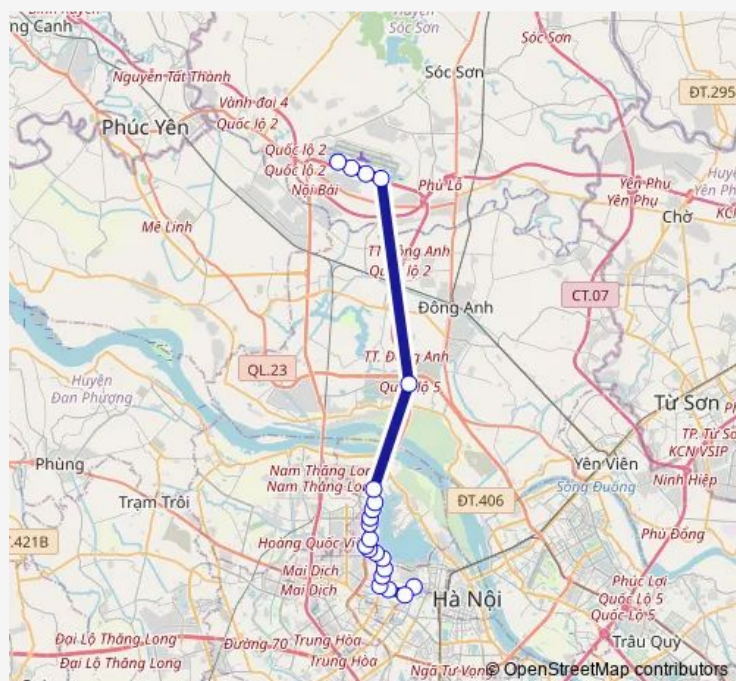 ng Canh
Sóc Sơn
Nguyễn Tất Thành
Sóc Sơn
ĐT.295
Vành đai 4
Quốc lộ 2
Phúc Yên
Quốc lộ 2
Quốc lộ 2
Nội Bài
Phù Lỗ
Yên Phụ
Yên Phụ
Chờ
Mê Linh
TT Đông Anh
Quốc lộ 2
CT.07
Đông Anh
TT. Đông Anh
Quốc lộ 5
QL.23
Huyện
Đan Phượng
Từ Sơn
TP. Từ Sơn
KCN VSIP
Phùng
Nam Thăng Long
Nam Thăng Long
Yên Viên
Sông Đuống
Ninh Hiệp
Trạm Trôi
ĐT.406
.421B
Hoàng Quốc Việt
Phù Đổng
Mai Dịch
Mai Dịch
Hà Nội
Phúc Lợi
Quốc lộ 5
Quốc lộ 5
Đại Lộ Thăng Long
Đại Lộ Thăng Long
Đường 70
Trung Hòa
Trung Hòa
Trâu Quỳ
Ngã Tư Vọng
© OpenStreetMap contributors